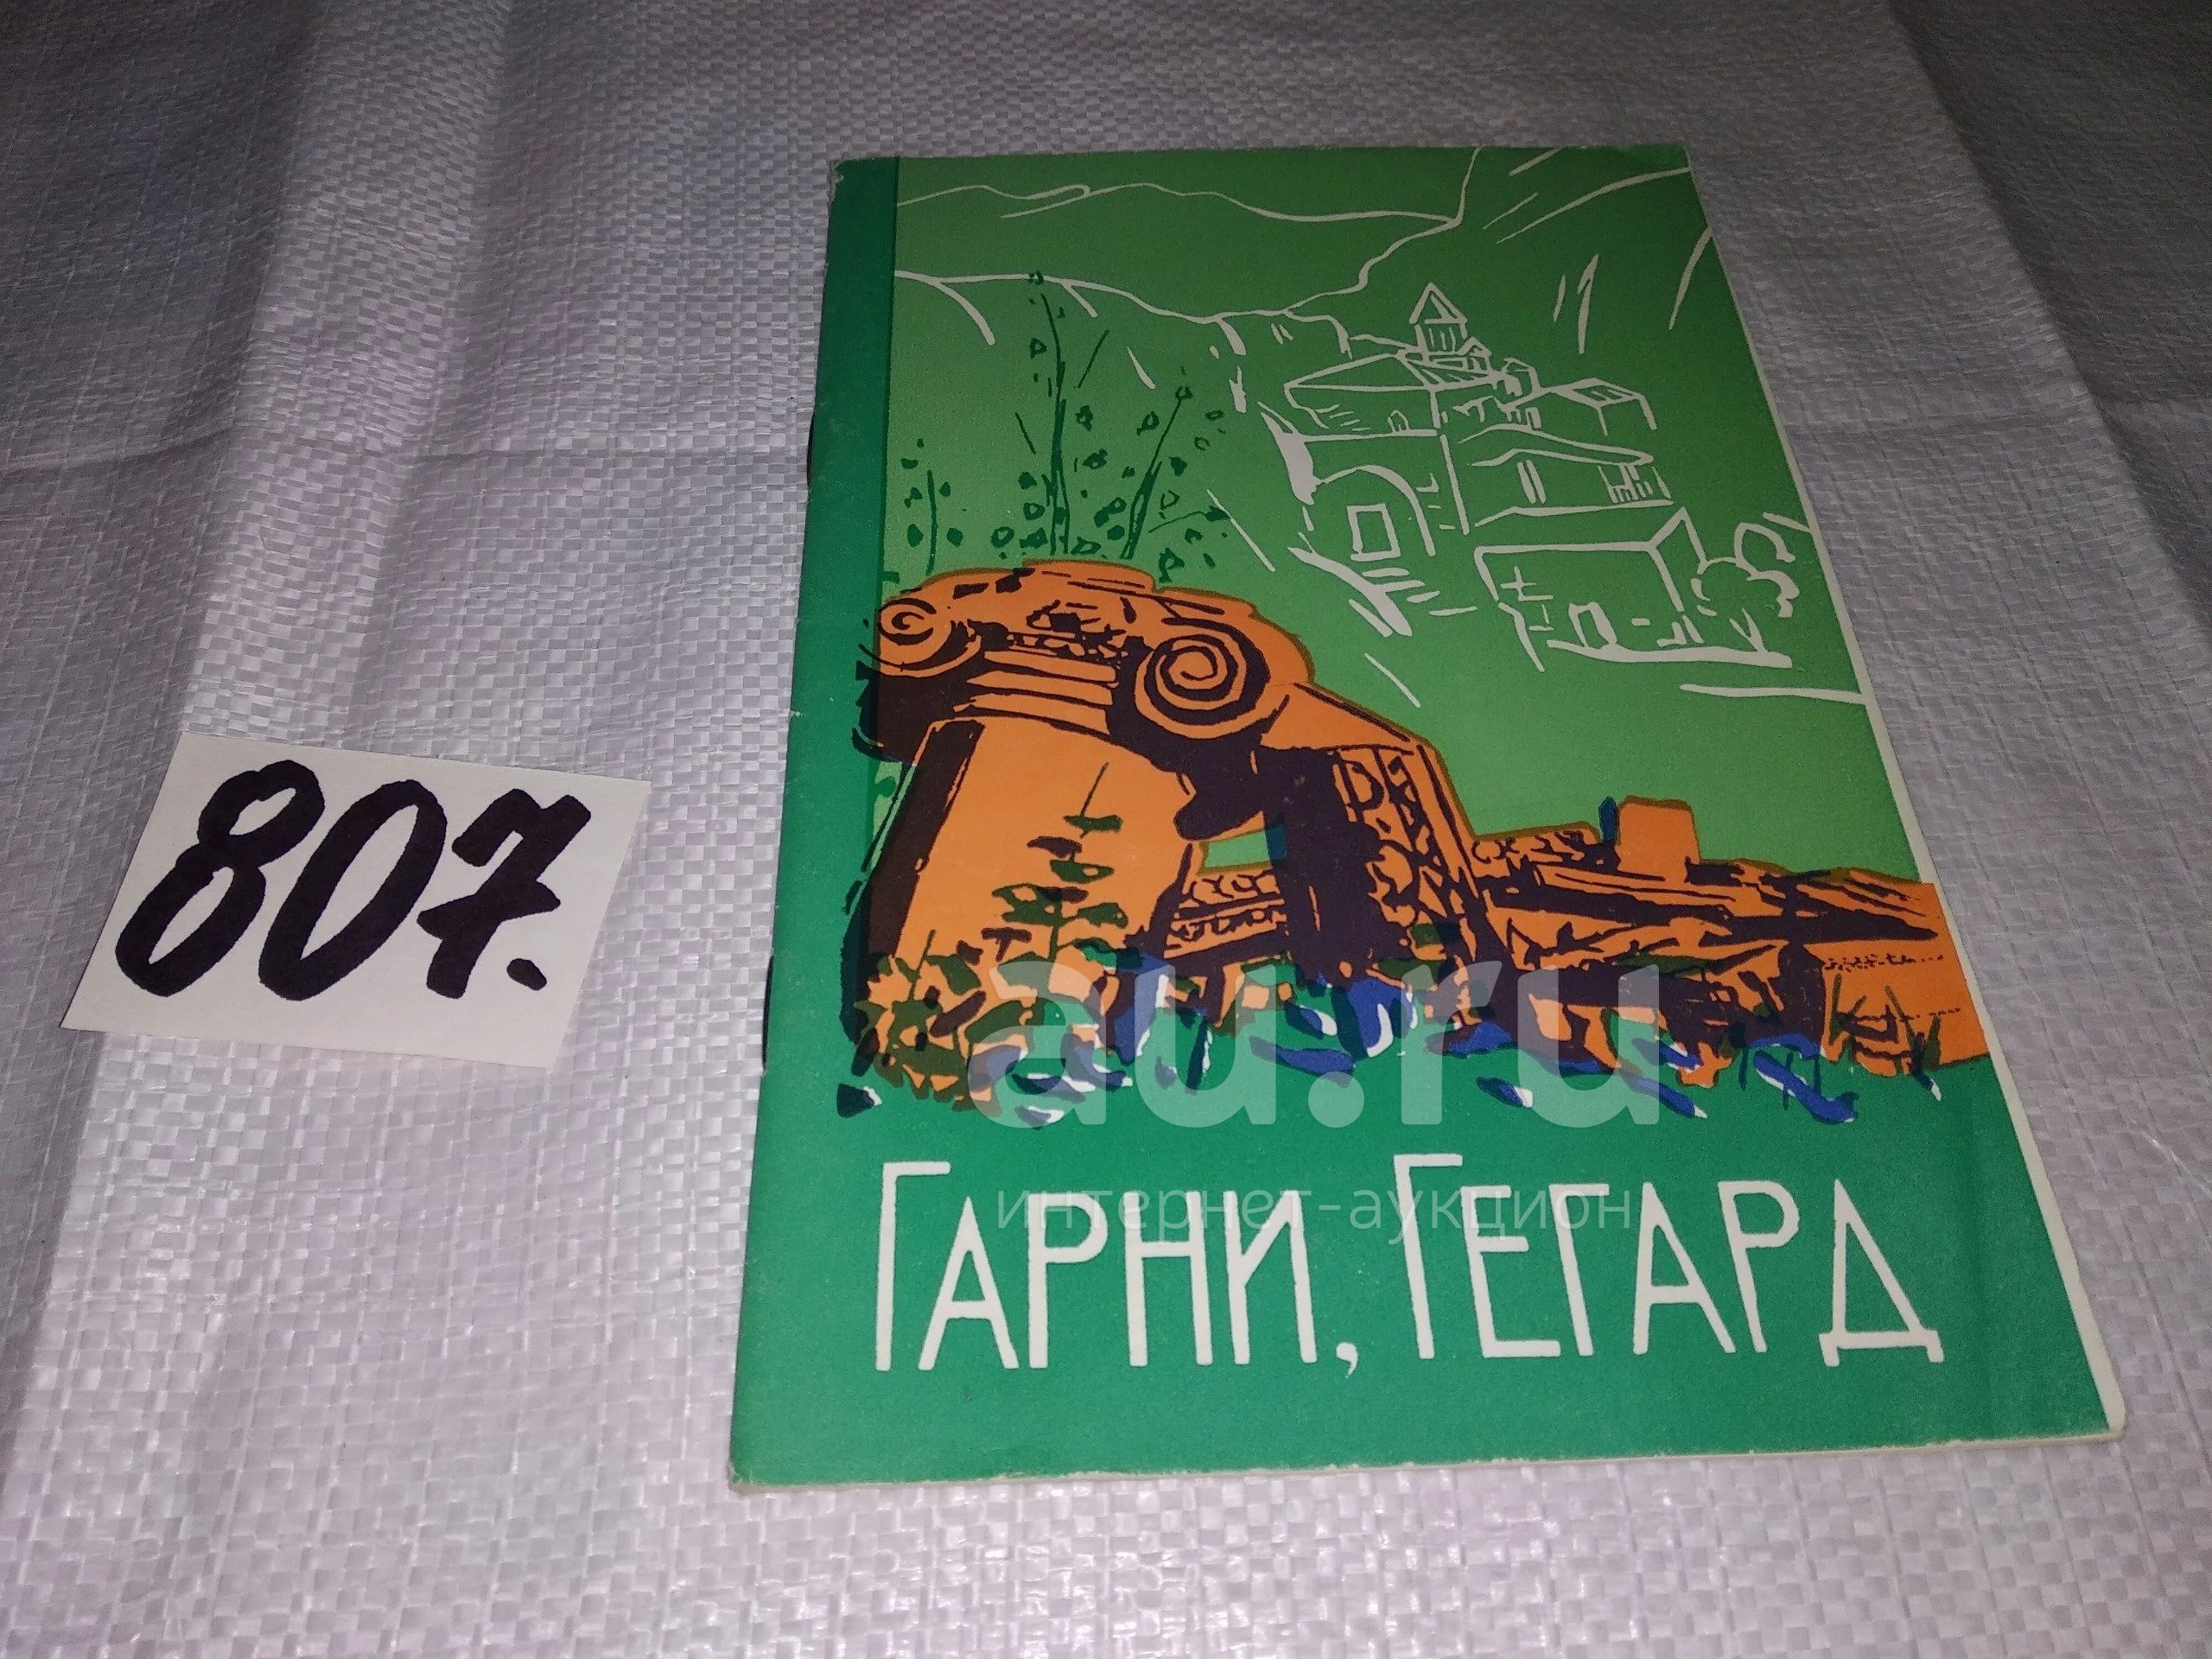 807.
au.ru
интернет-аукцион
ГАРНИ, ГЕГАРД